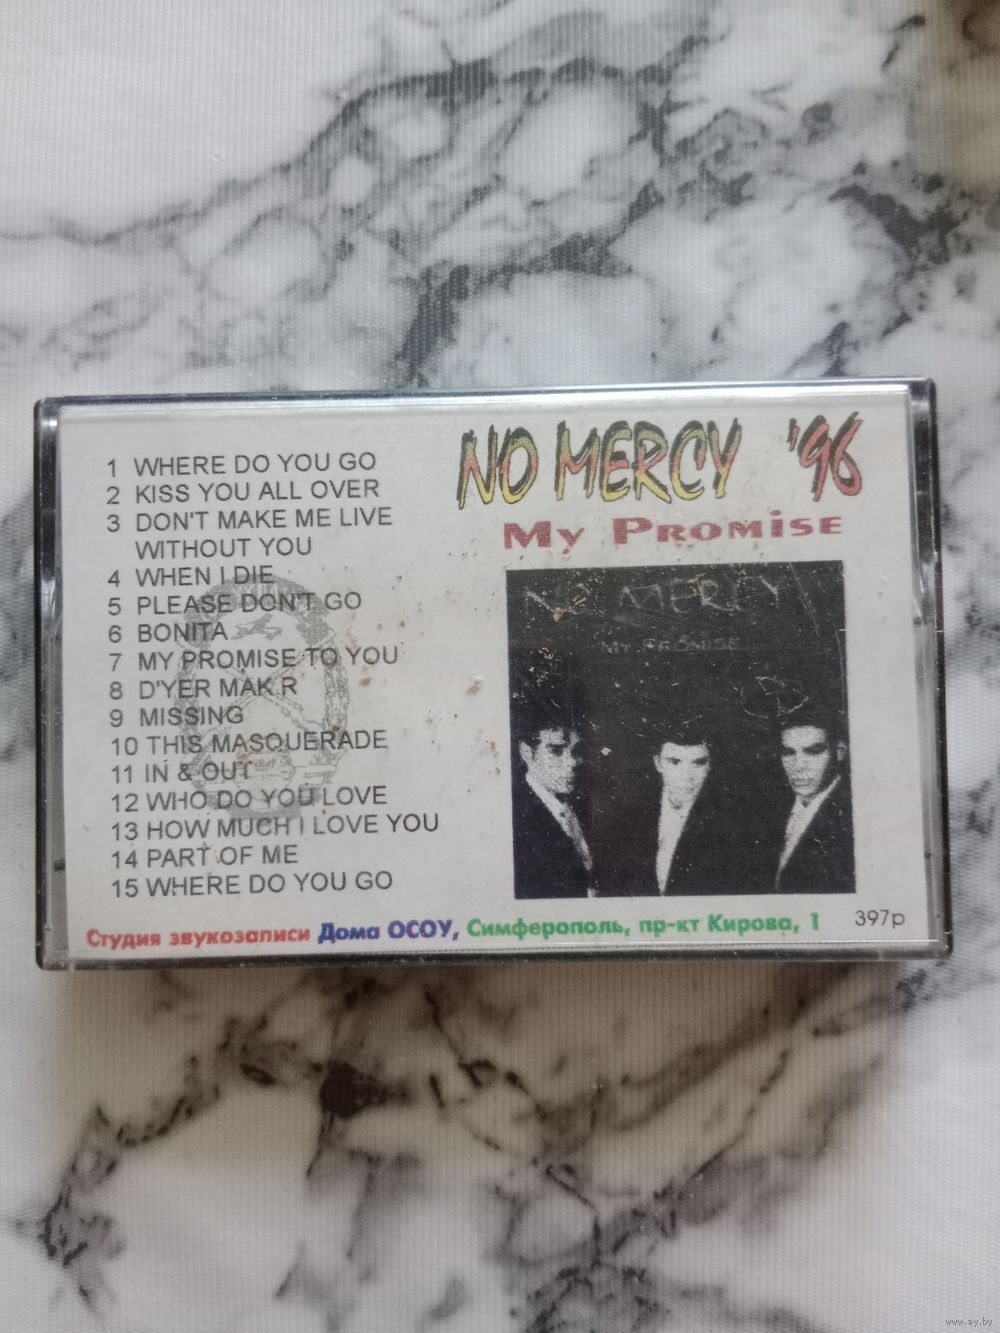 NO MERCY '96
MY PROMiSE
1 WHERE DO YOU GO
2 KISS YOU ALL OVER
3 DON'T MAKE ME LIVE
WITHOUT YOU
4 WHEN I DIE
5 PLEASE DON'T GO
6 BONITA
7 MY PROMISE TO YOU
8 D'YER MAK R
9 MISSING
10 THIS MASQUERADE
11 IN & OUT
12 WHO DO YOU LOVE
13 HOW MUCH I LOVE YOU
14 PART OF ME
15 WHERE DO YOU GO
NO MERCY
MY PROMISE
Студия звукозаписи Дома ОСОУ, Симферополь, пр-кт Кирова, 1
397р
www.ay.by